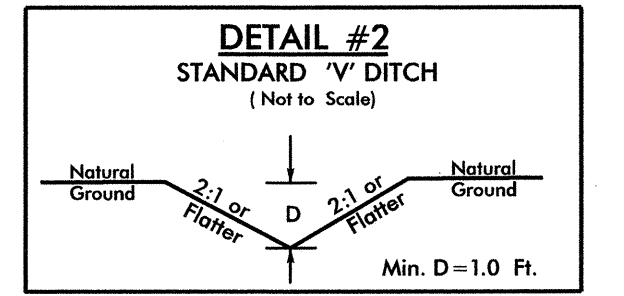 DETAIL #2
STANDARD 'V' DITCH
( Not to Scale)
Natural
Ground
2:1 or
Flatter
D
2:1 or
Flatter
Natural
Ground
Min. D=1.0 Ft.